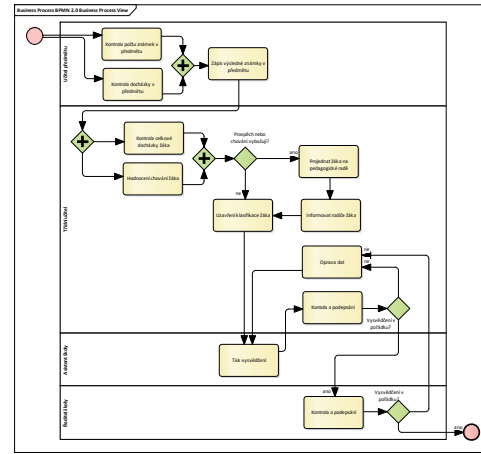 Business Process BPMN 2.0 Business Process View
Učitel předmětu
Kontrola počtu známek v
předmětu
Kontrola docházky v
předmětu
Zápis výsledné známky v
předmětu
Třídní učitel
Kontrola celkové
docházky žáka
Hodnocení chování žáka
Prospěch nebo
chování vybočují?
ano
Projednat žáka na
pedagogické radě
ne
Uzavření klasifikace žáka
Informovat rodiče žáka
Oprava dat
ne
ne
Kontola a podepsání
Vysvědčení v
pořádku?
Asistent školy
Tisk vysvědčení
Ředitel školy
ano
Kontrola a podepsání
Vysvědčení v
pořádku?
ano